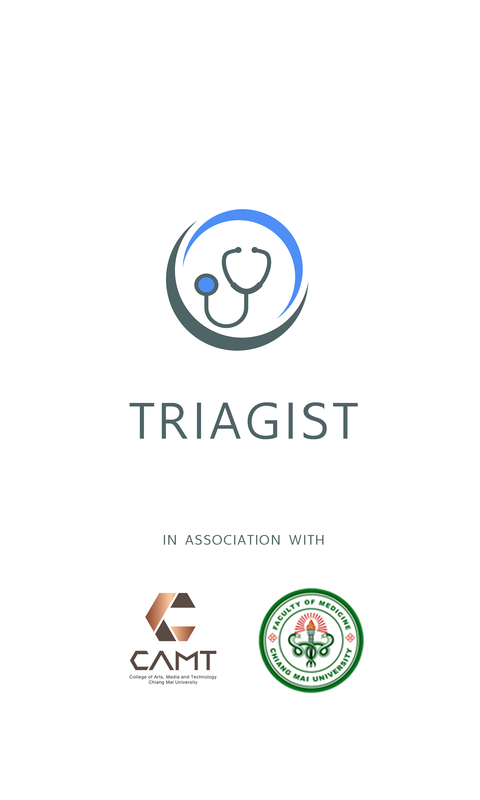 TRIAGIST
IN ASSOCIATION WITH
CAMT
College of Arts, Media and Technology
Chiang Mai University
FACULTY OF MEDICINE
CHIANG MAI UNIVERSITY